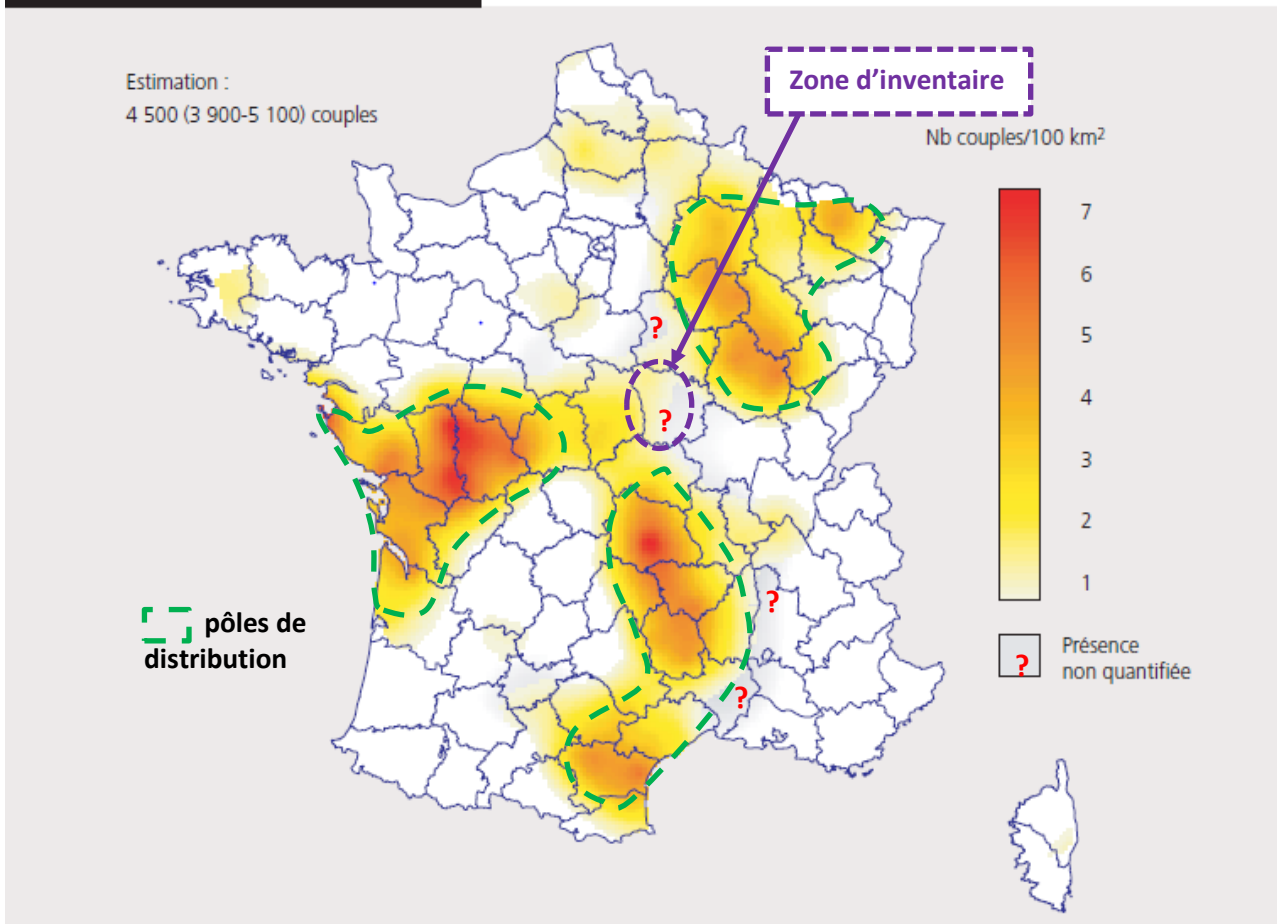 Zone d'inventaire
Estimation :
4 500 (3 900-5 100) couples
Nb couples/100 km²
7
6
5
4
3
2
1
?
?
?
?
pôles de
distribution
?
Présence
non quantifiée